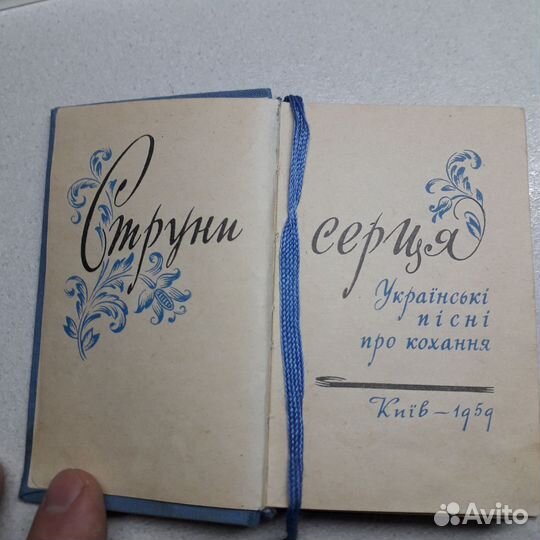 Струни серця
Українські
пісні
про кохання
Київ – 1959
Avito